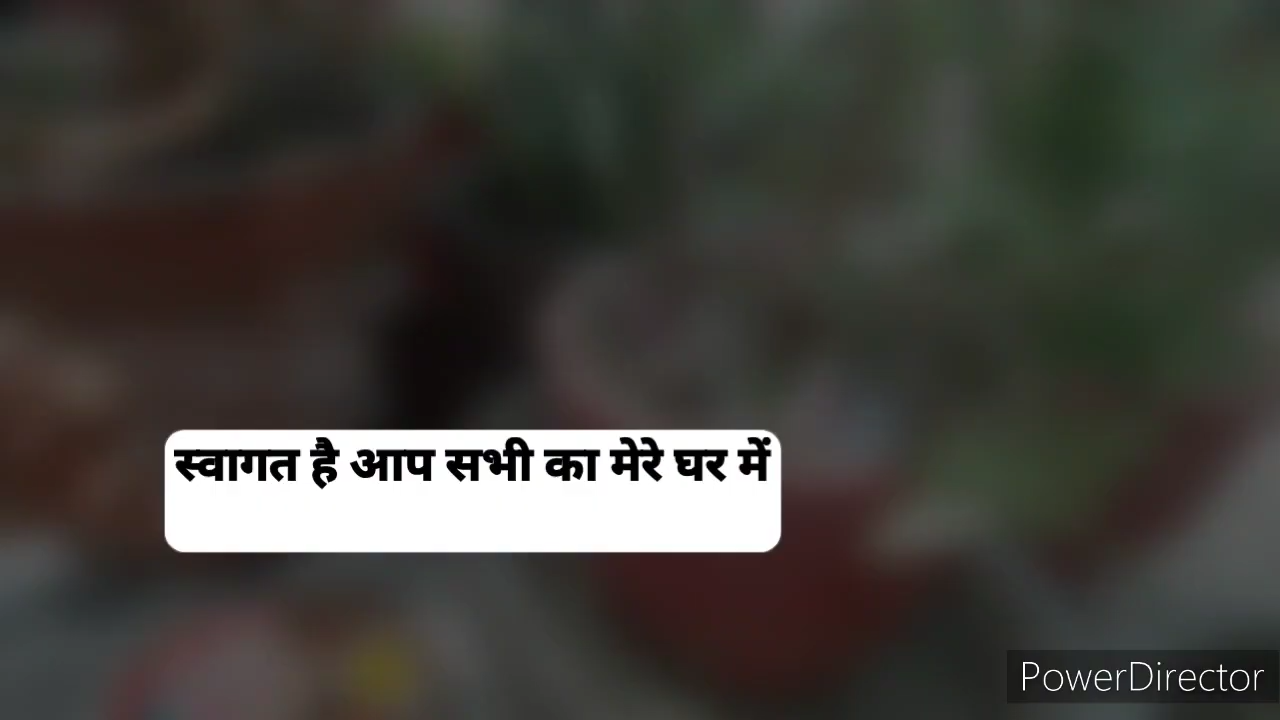 स्वागत है आप सभी का मेरे घर में
PowerDirector